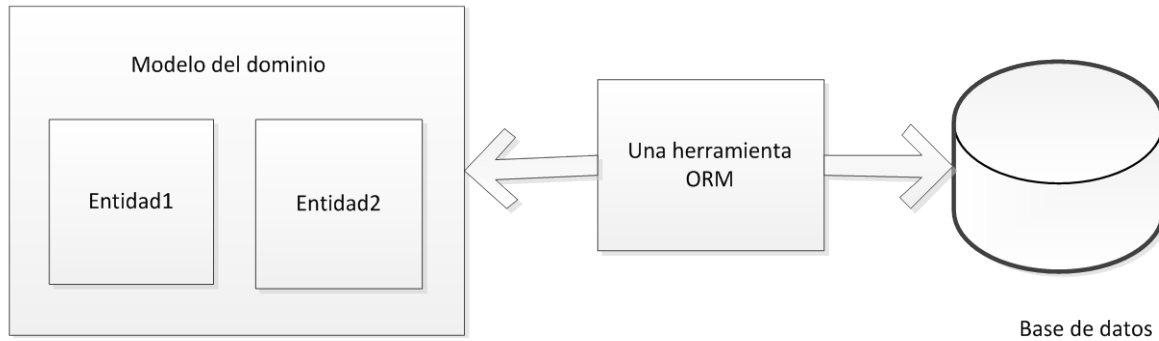 Modelo del dominio
Entidad1
Entidad2
Una herramienta
ORM
Base de datos